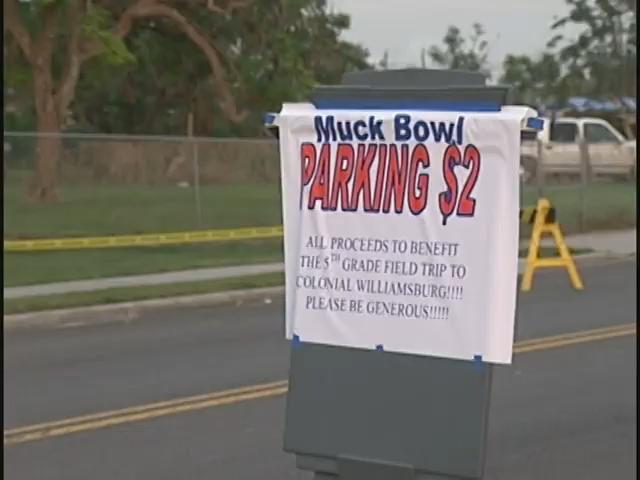 Muck Bowl
PARKING $2
ALL PROCEEDS TO BENEFIT
THE 5TH GRADE FIELD TRIP TO
COLONIAL WILLIAMSBURG!!!!
PLEASE BE GENEROUS!!!!!